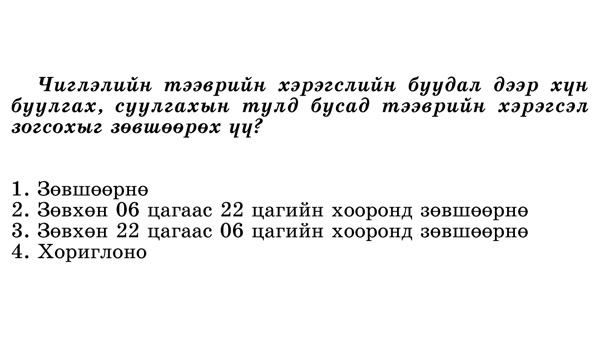 Чиглэлийн тээврийн хэрэгслийн буудал дээр хүн
буулгах, суулгахын тулд бусад тээврийн хэрэгсэл
зогсохыг зөвшөөрөх үү?
1. Зөвшөөрнө
2. Зөвхөн 06 цагаас 22 цагийн хооронд зөвшөөрнө
3. Зөвхөн 22 цагаас 06 цагийн хооронд зөвшөөрнө
4. Хориглоно